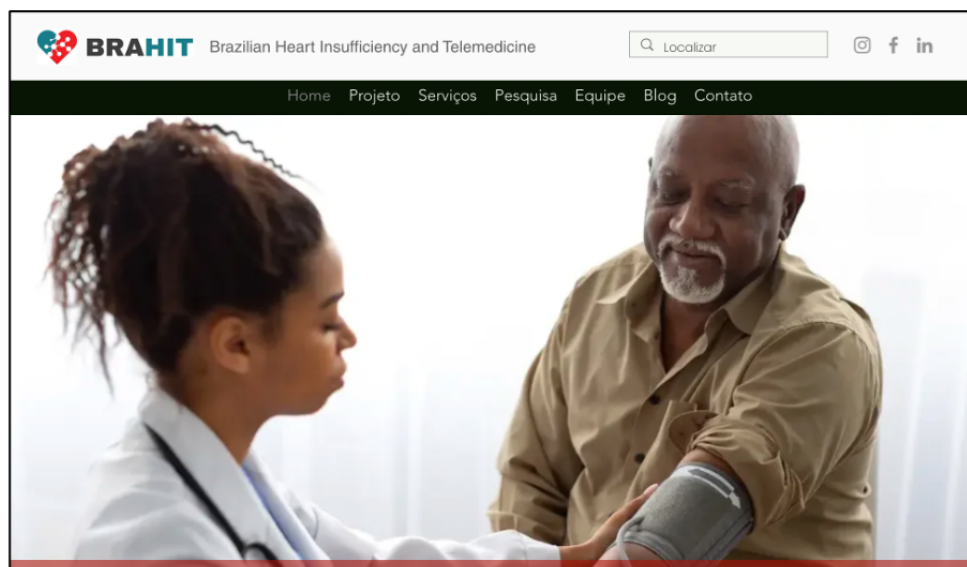 BRAHIT Brazilian Heart Insufficiency and Telemedicine Localizar
Home Projeto Serviços Pesquisa Equipe Blog Contato